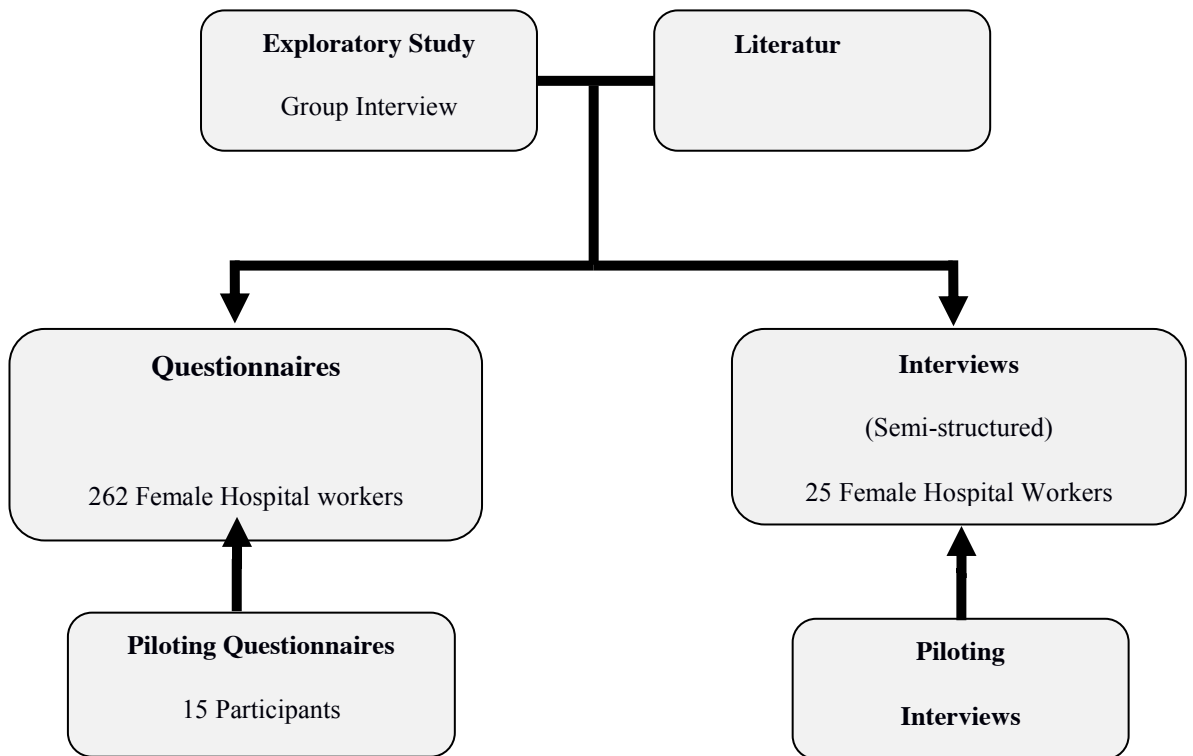 Exploratory Study
Group Interview
Literatur
Questionnaires
262 Female Hospital workers
Interviews
(Semi-structured)
25 Female Hospital Workers
Piloting Questionnaires
15 Participants
Piloting
Interviews